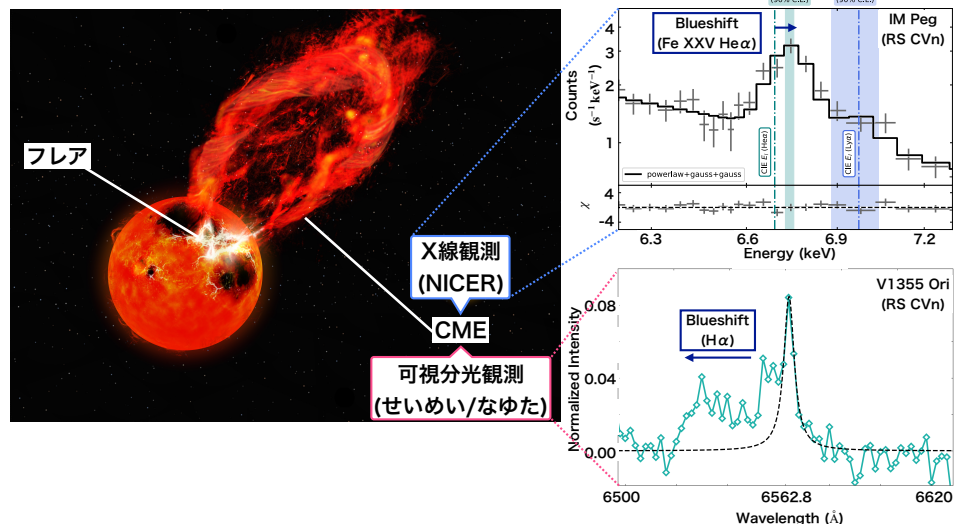 フレア
X線観測
(NICER)
CME
可視分光観測
(せいめい/なゆた)
Blueshift
(Fe XXV Heα)
IM Peg
(RS CVn)
Counts
(s⁻¹ keV⁻¹)
4
3
2
1
CIE Eₗ (Heα)
CIE Eₗ (Lyα)
powerlaw+gauss+gauss
χ
4
-4
6.3
6.6
6.9
7.2
Energy (keV)
V1355 Ori
(RS CVn)
Blueshift
(Hα)
Normalized Intensity
0.08
0.04
0.00
6500
6562.8
6620
Wavelength (Å)